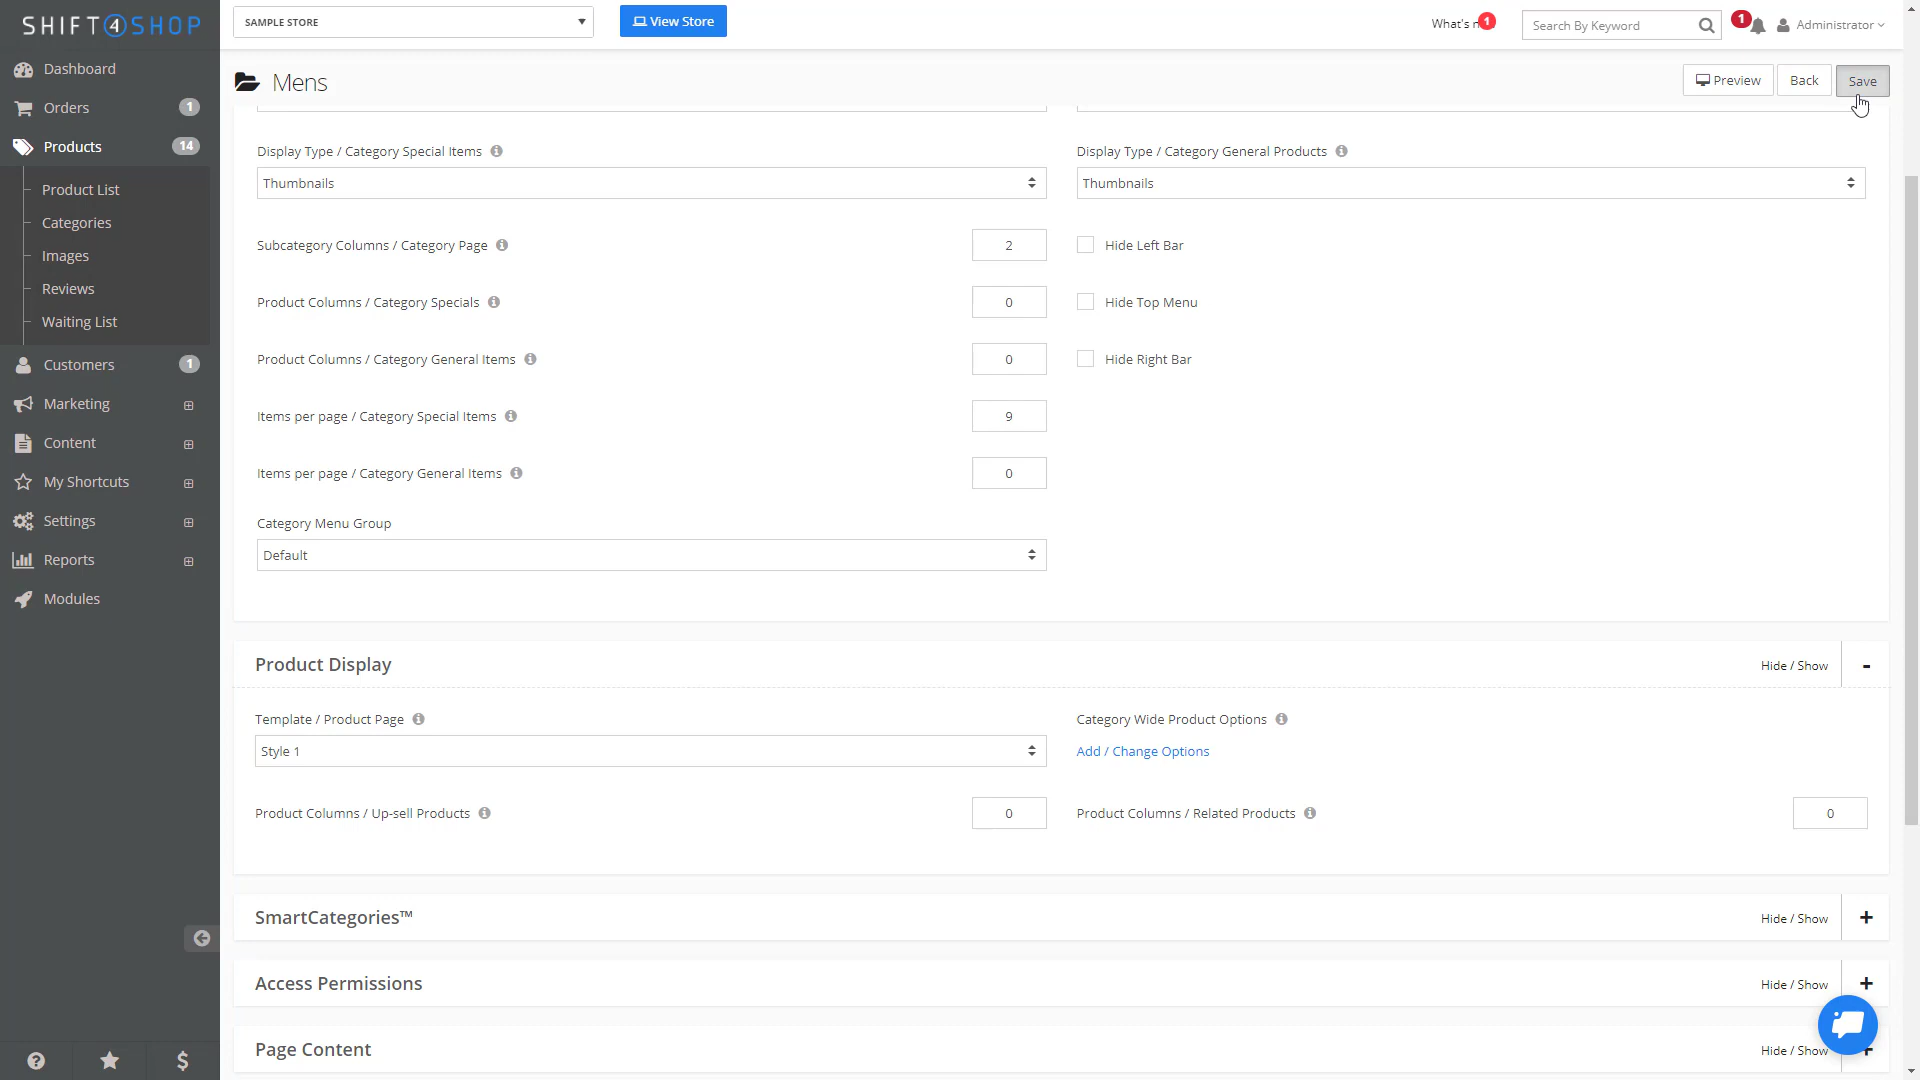 SHIFT4SHOP
SAMPLE STORE
View Store
What's n
1
Search By Keyword
1
Administrator
Dashboard
Orders
1
Products
14
Product List
Categories
Images
Reviews
Waiting List
Customers
1
Marketing
Content
My Shortcuts
Settings
Reports
Modules
Mens
Preview
Back
Save
Display Type / Category Special Items
Display Type / Category General Products
Thumbnails
Thumbnails
Subcategory Columns / Category Page
2
Hide Left Bar
Product Columns / Category Specials
0
Hide Top Menu
Product Columns / Category General Items
0
Hide Right Bar
Items per page / Category Special Items
9
Items per page / Category General Items
0
Category Menu Group
Default
Product Display
Hide / Show
-
Template / Product Page
Category Wide Product Options
Style 1
Add / Change Options
Product Columns / Up-sell Products
0
Product Columns / Related Products
0
SmartCategories™
Hide / Show
+
Access Permissions
Hide / Show
+
Page Content
Hide / Show
+